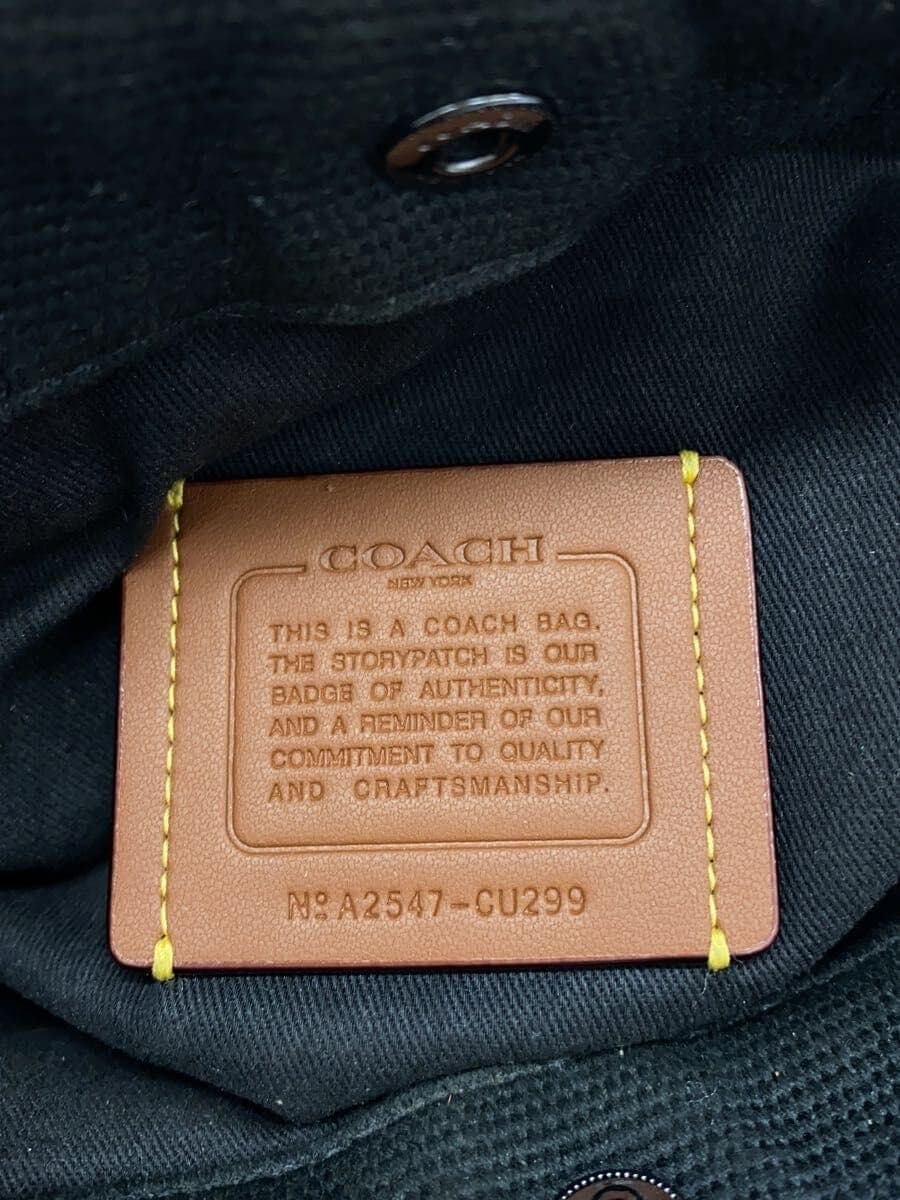 COACH
NEW YORK
THIS IS A COACH BAG.
THE STORYPATCH IS OUR
BADGE OF AUTHENTICITY,
AND A REMINDER OF OUR
COMMITMENT TO QUALITY
AND CRAFTSMANSHIP.
Nº A2547-CU299